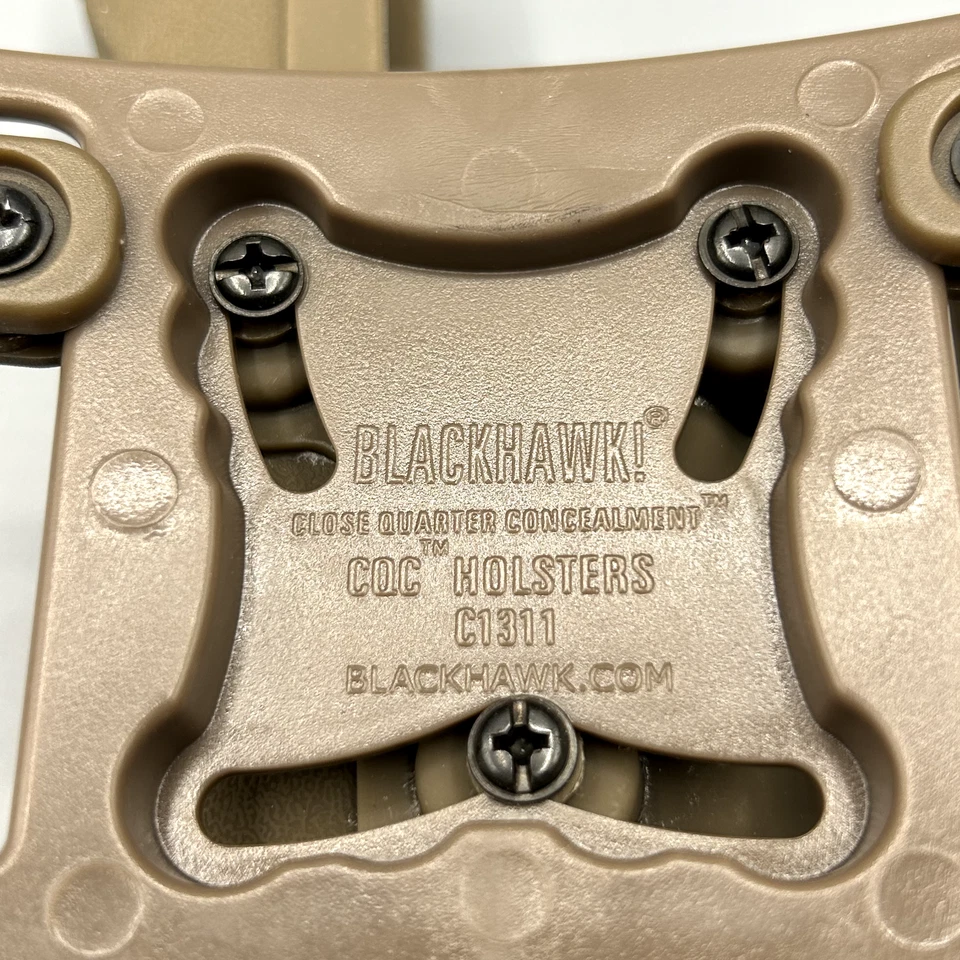 BLACKHAWK!®
CLOSE QUARTER CONCEALMENT™
CQC™ HOLSTERS
C1311
BLACKHAWK.COM